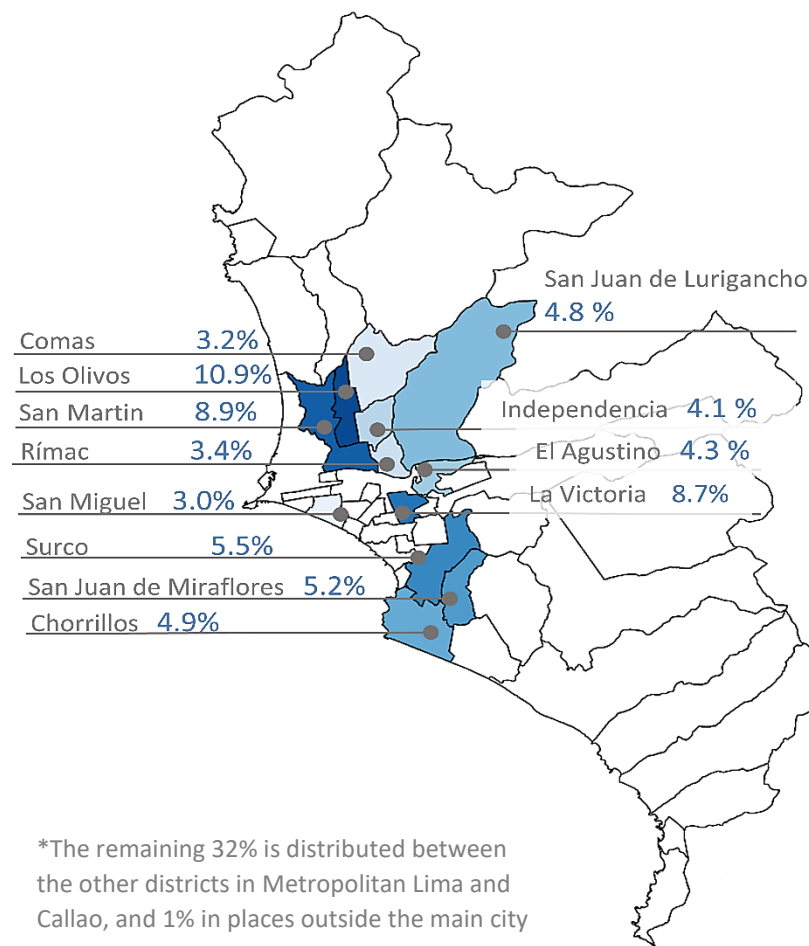 San Juan de Lurigancho
4.8 %
Comas 3.2%
Los Olivos 10.9%
San Martin 8.9%
Independencia 4.1 %
Rímac 3.4%
El Agustino 4.3 %
San Miguel 3.0%
La Victoria 8.7%
Surco 5.5%
San Juan de Miraflores 5.2%
Chorrillos 4.9%
*The remaining 32% is distributed between
the other districts in Metropolitan Lima and
Callao, and 1% in places outside the main city